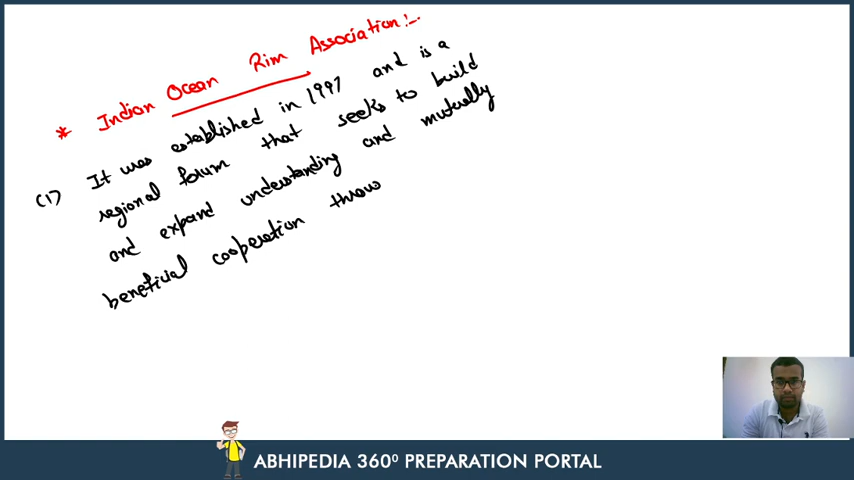 * Indian Ocean Rim Association :-
(1) It was established in 1997 and is a
regional forum that seeks to build
and expand understanding and mutually
beneficial cooperation throw
ABHIPEDIA 360° PREPARATION PORTAL